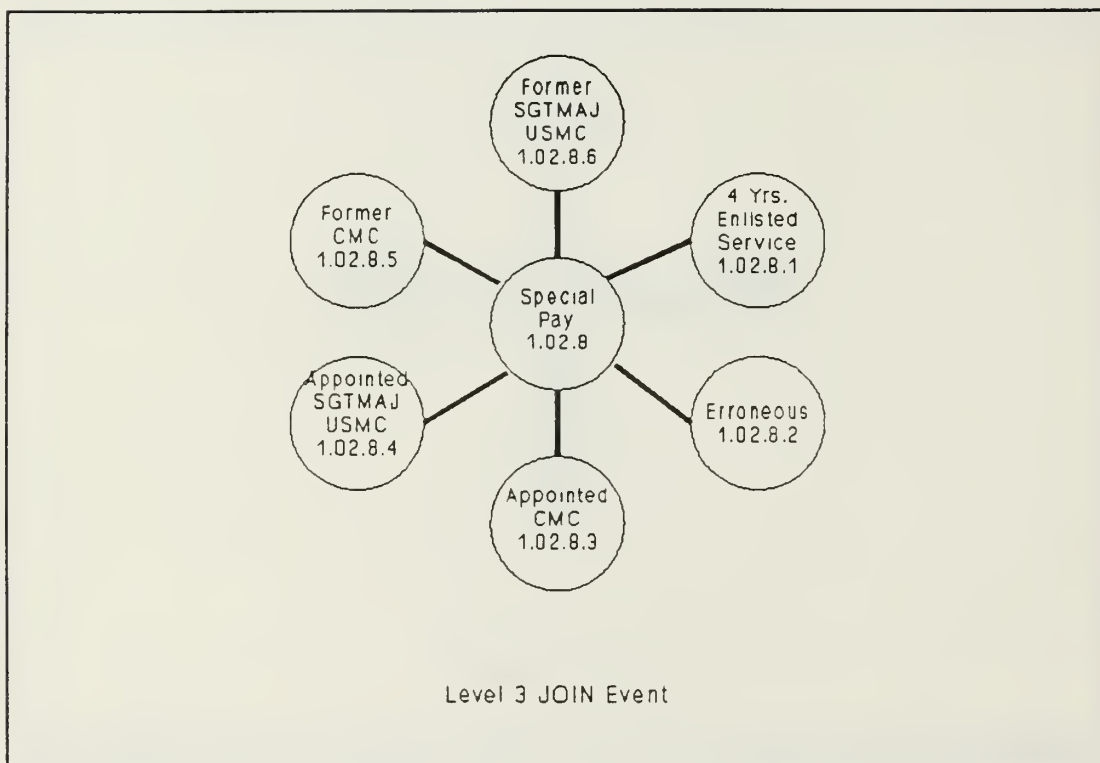 Former
SGTMAJ
USMC
1.02.8.6
4 Yrs.
Enlisted
Service
1.02.8.1
Former
CMC
1.02.8.5
Special
Pay
1.02.8
Appointed
SGTMAJ
USMC
1.02.8.4
Erroneous
1.02.8.2
Appointed
CMC
1.02.8.3
Level 3 JOIN Event